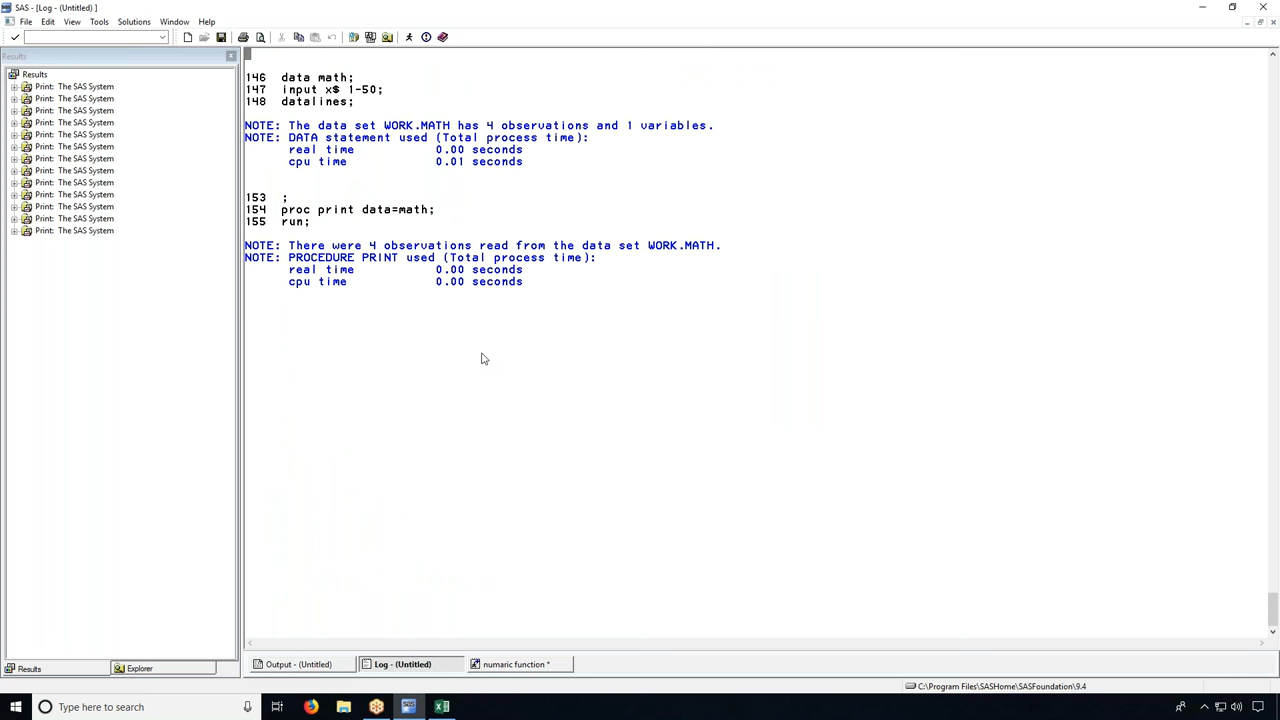 SAS - [Log - (Untitled) ]
File Edit View Tools Solutions Window Help
Results
Results
Print: The SAS System
Print: The SAS System
Print: The SAS System
Print: The SAS System
Print: The SAS System
Print: The SAS System
Print: The SAS System
Print: The SAS System
Print: The SAS System
Print: The SAS System
Print: The SAS System
Print: The SAS System
Print: The SAS System
146 data math;
147 input x$ 1-50;
148 datalines;
NOTE: The data set WORK.MATH has 4 observations and 1 variables.
NOTE: DATA statement used (Total process time):
real time 0.00 seconds
cpu time 0.01 seconds
153 ;
154 proc print data=math;
155 run;
NOTE: There were 4 observations read from the data set WORK.MATH.
NOTE: PROCEDURE PRINT used (Total process time):
real time 0.00 seconds
cpu time 0.00 seconds
Results Explorer
Output - (Untitled) Log - (Untitled) numaric function *
C:\Program Files\SASHome\SASFoundation\9.4
Type here to search